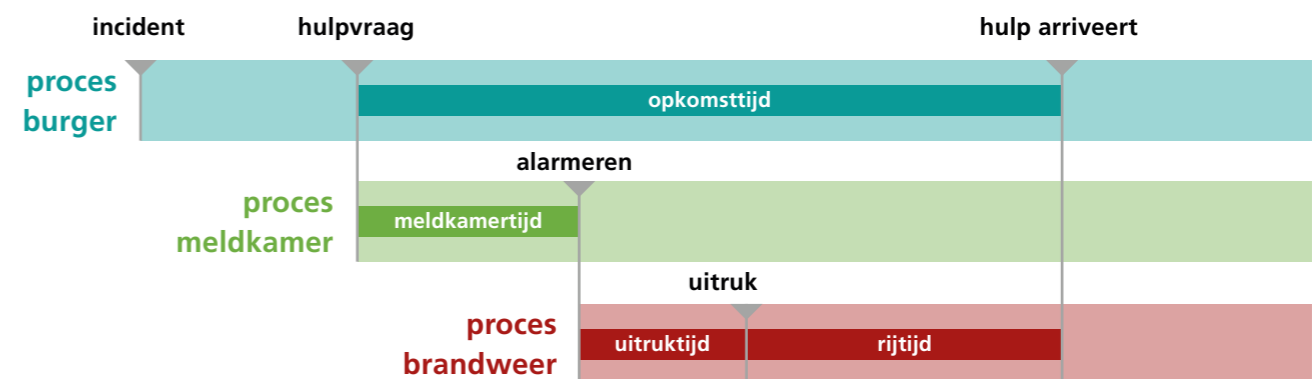 incident hulpvraag hulp arriveert
proces
burger
opkomsttijd
alarmeren
proces
meldkamer
meldkamertijd
uitruk
proces
brandweer
uitruktijd rijtijd